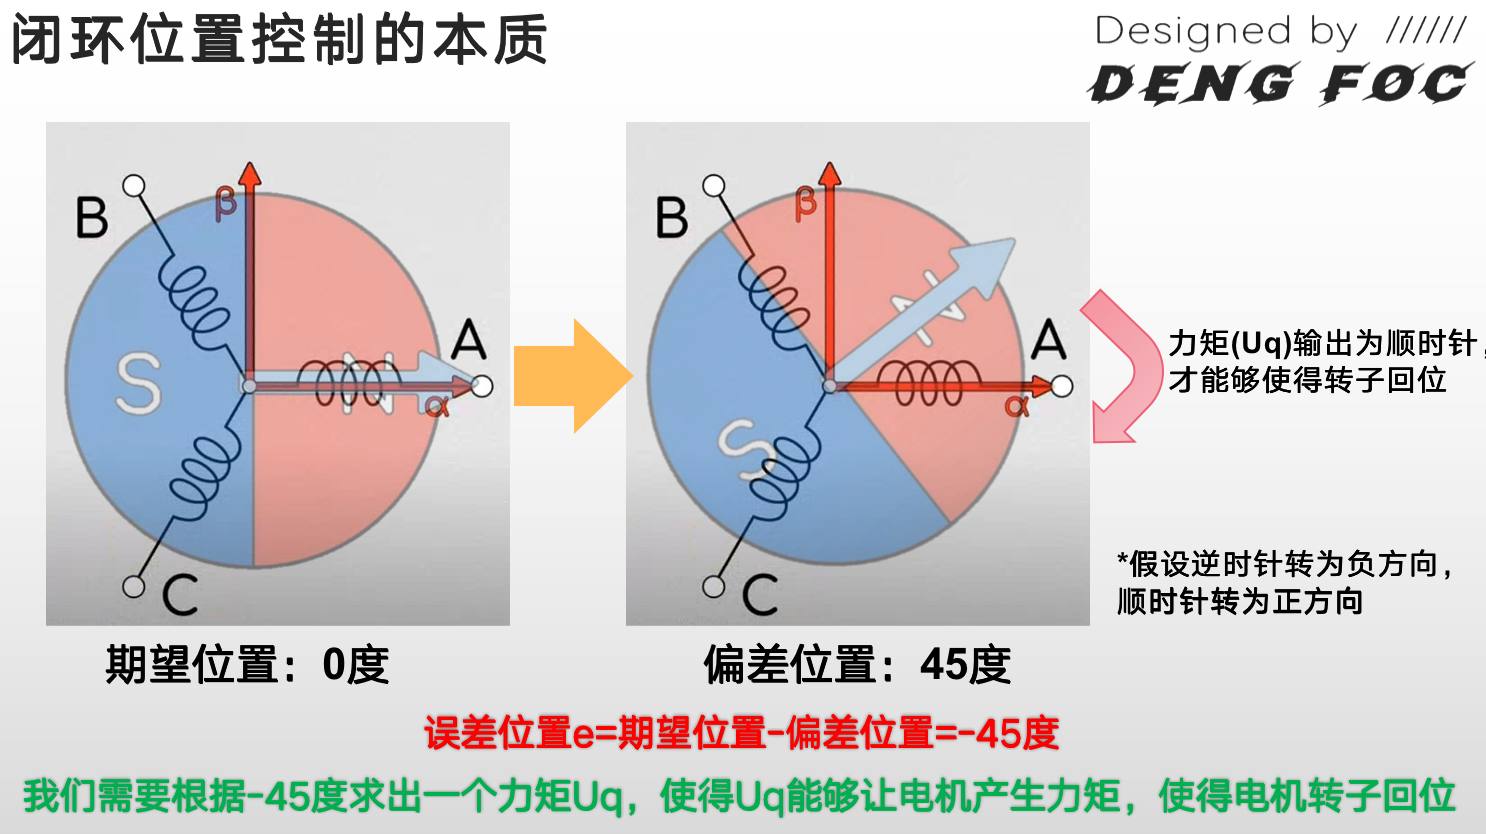 闭环位置控制的本质
Designed by //////
DENG FOC
B
β
A
S
N
α
C
B
β
N
A
S
α
C
力矩(Uq)输出为顺时针，
才能够使得转子回位
*假设逆时针转为负方向，
顺时针转为正方向
期望位置：0度
偏差位置：45度
误差位置e=期望位置-偏差位置=-45度
我们需要根据-45度求出一个力矩Uq，使得Uq能够让电机产生力矩，使得电机转子回位